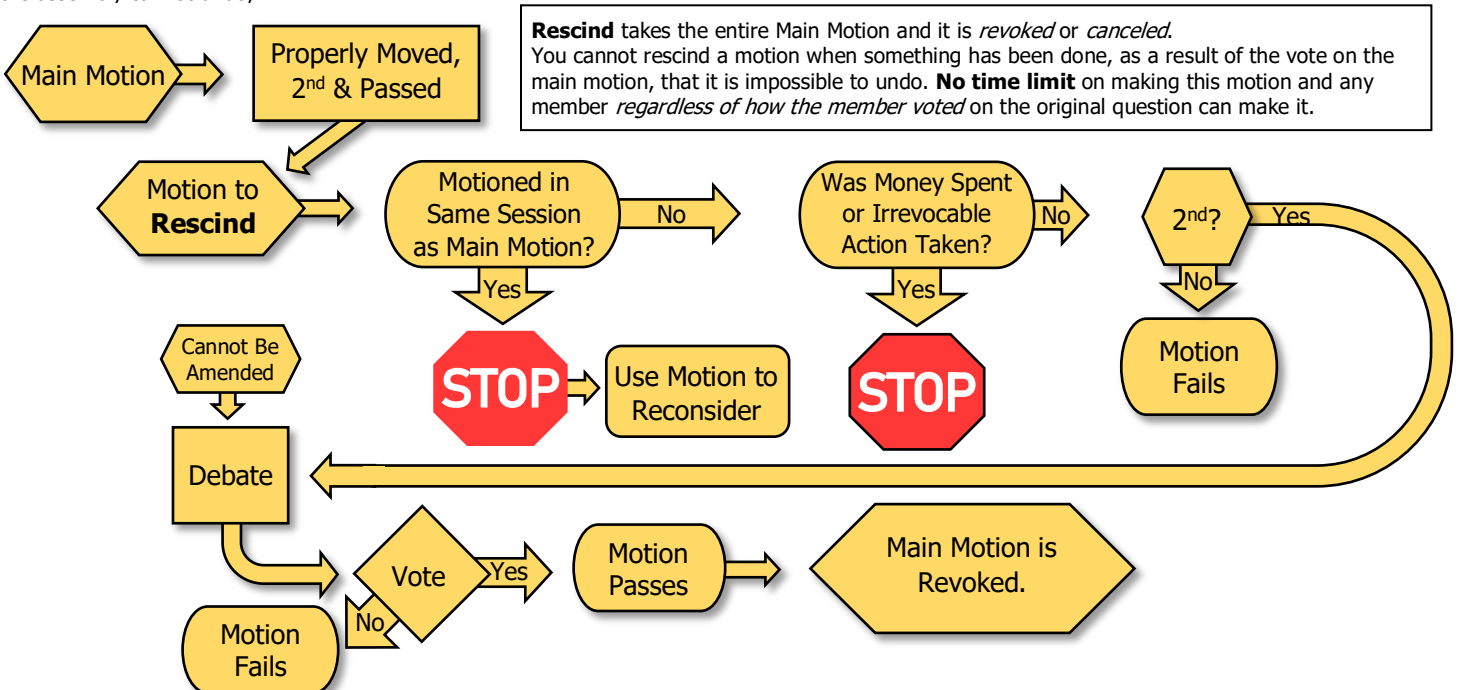 Rescind takes the entire Main Motion and it is revoked or canceled.
You cannot rescind a motion when something has been done, as a result of the vote on the
main motion, that it is impossible to undo. No time limit on making this motion and any
member regardless of how the member voted on the original question can make it.
Main Motion
Properly Moved,
2nd & Passed
Motion to
Rescind
Motioned in
Same Session
as Main Motion?
No
Was Money Spent
or Irrevocable
Action Taken?
No
2nd?
Yes
Yes
Yes
No
STOP
Use Motion to
Reconsider
STOP
Motion
Fails
Cannot Be
Amended
Debate
Vote
Yes
No
Motion
Passes
Main Motion is
Revoked.
Motion
Fails